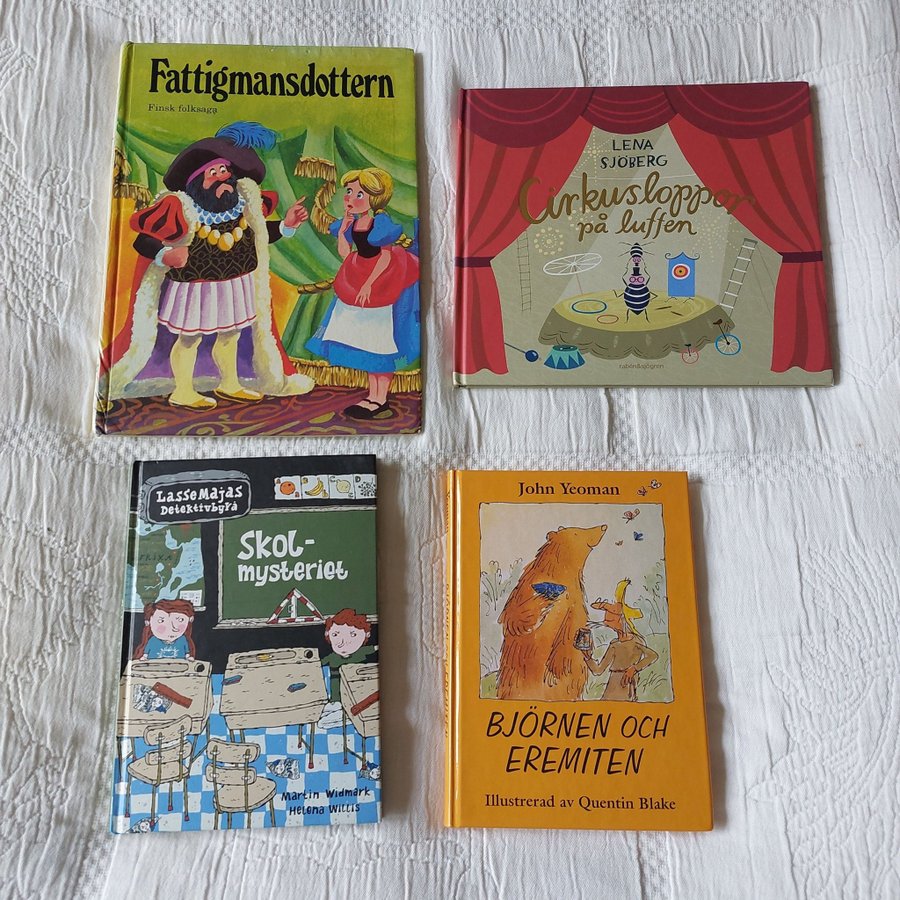 Fattigmansdottern
Finsk folksaga
LENA
SJÖBERG
Cirkusloppor
på luffen
rabén&sjögren
LasseMajas
Detektivbyrå
SKOL-
mysteriet
Martin Widmark
Helena Willis
John Yeoman
BJÖRNEN OCH
EREMITEN
Illustrerad av Quentin Blake